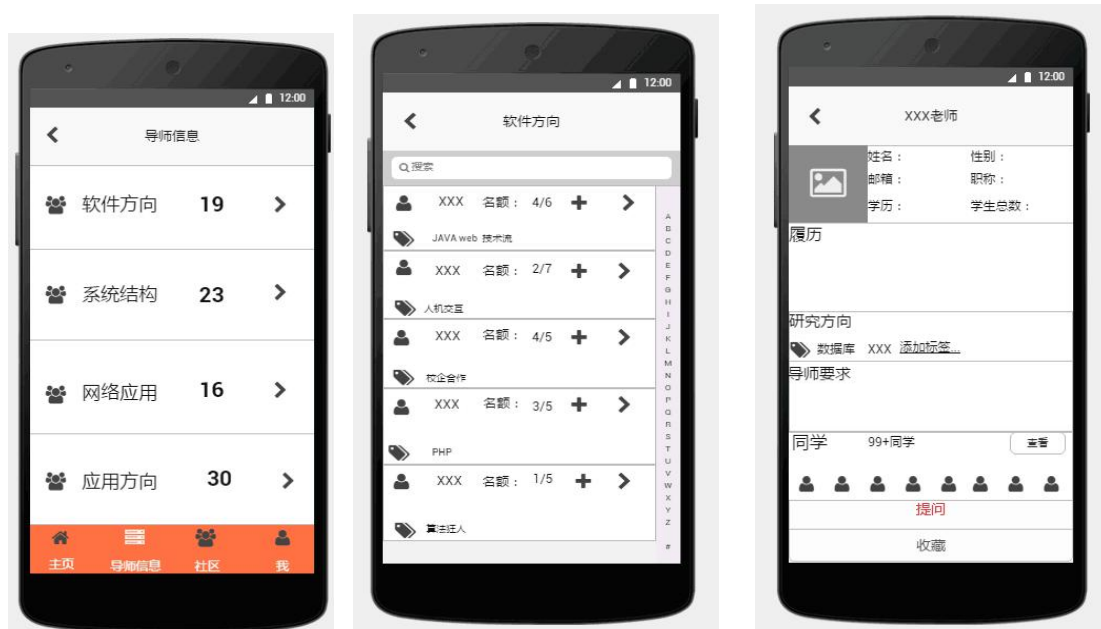 12:00
导师信息
软件方向 19
系统结构 23
网络应用 16
应用方向 30
主页 导师信息 社区 我
12:00
软件方向
搜索
XXX 名额： 4/6
JAVA web 技术流
XXX 名额： 2/7
人机交互
XXX 名额： 4/5
校企合作
XXX 名额： 3/5
PHP
XXX 名额： 1/5
算法狂人
A
B
C
D
E
F
G
H
I
J
K
L
M
N
O
P
Q
R
S
T
U
V
W
X
Y
Z
#
12:00
XXX老师
姓名： 性别：
邮箱： 职称：
学历： 学生总数：
履历
研究方向
数据库 XXX 添加标签...
导师要求
同学 99+同学 查看
提问
收藏